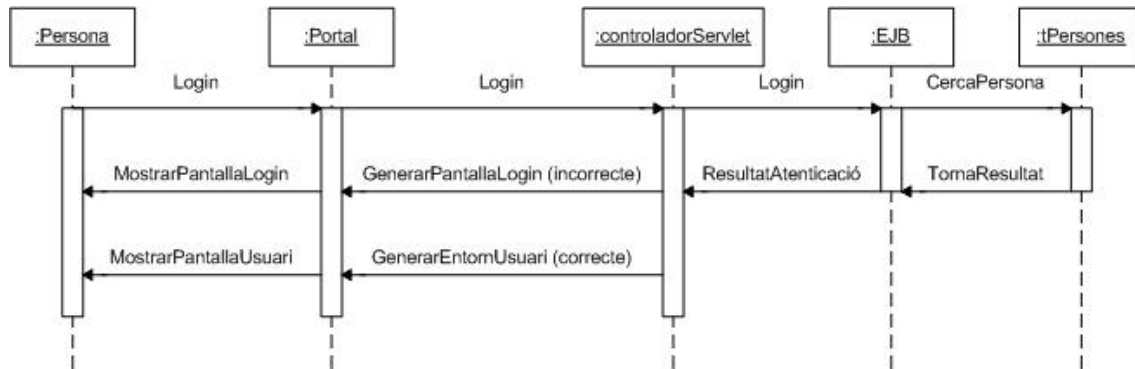 :Persona
:Portal
:controladorServlet
:EJB
:tPersones
Login
Login
Login
CercaPersona
MostrarPantallaLogin
GenerarPantallaLogin (incorrecte)
ResultatAtenticació
TornaResultat
MostrarPantallaUsuari
GenerarEntornUsuari (correcte)